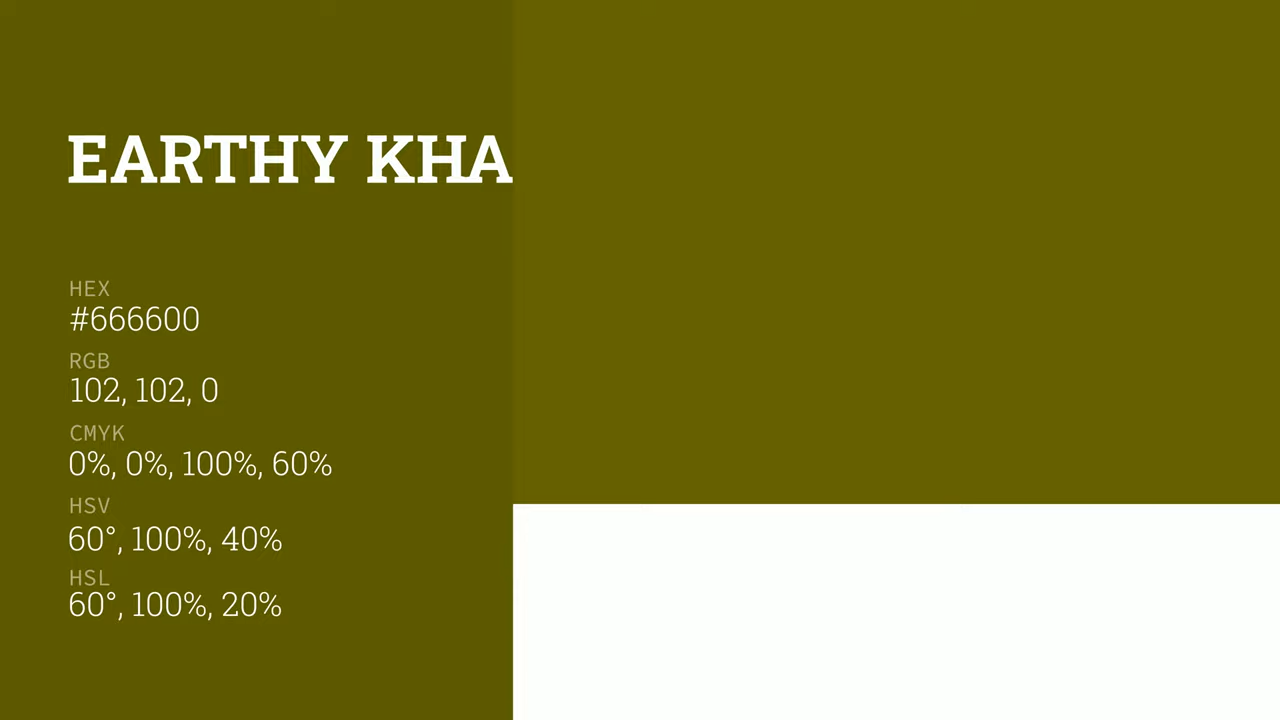 EARTHY KHA
HEX
#666600
RGB
102, 102, 0
CMYK
0%, 0%, 100%, 60%
HSV
60°, 100%, 40%
HSL
60°, 100%, 20%